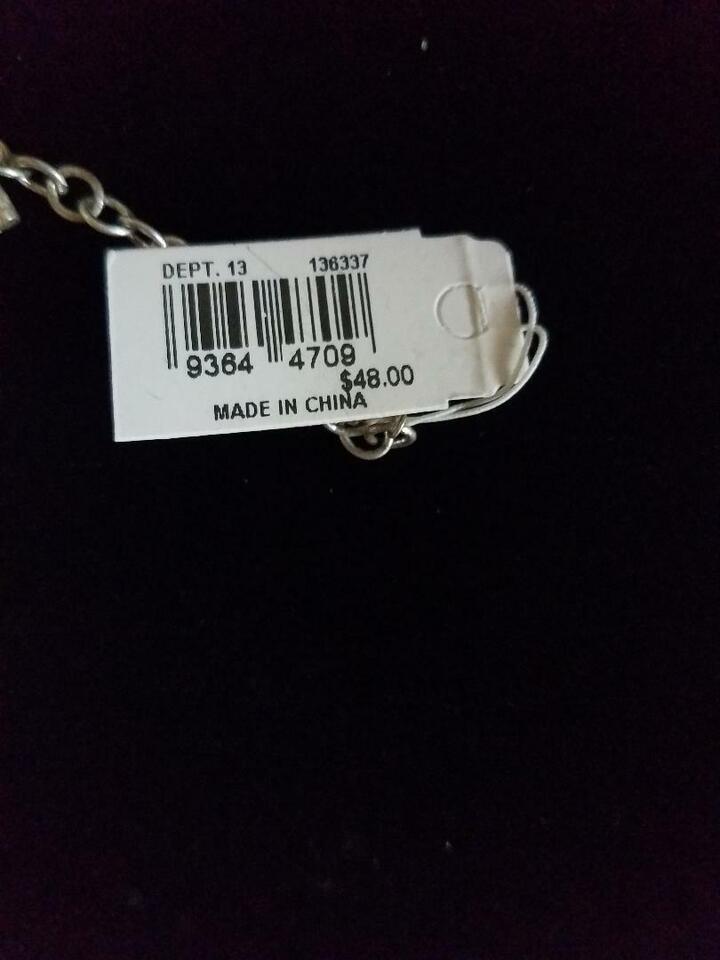 DEPT. 13 136337
9364 4709
$48.00
MADE IN CHINA